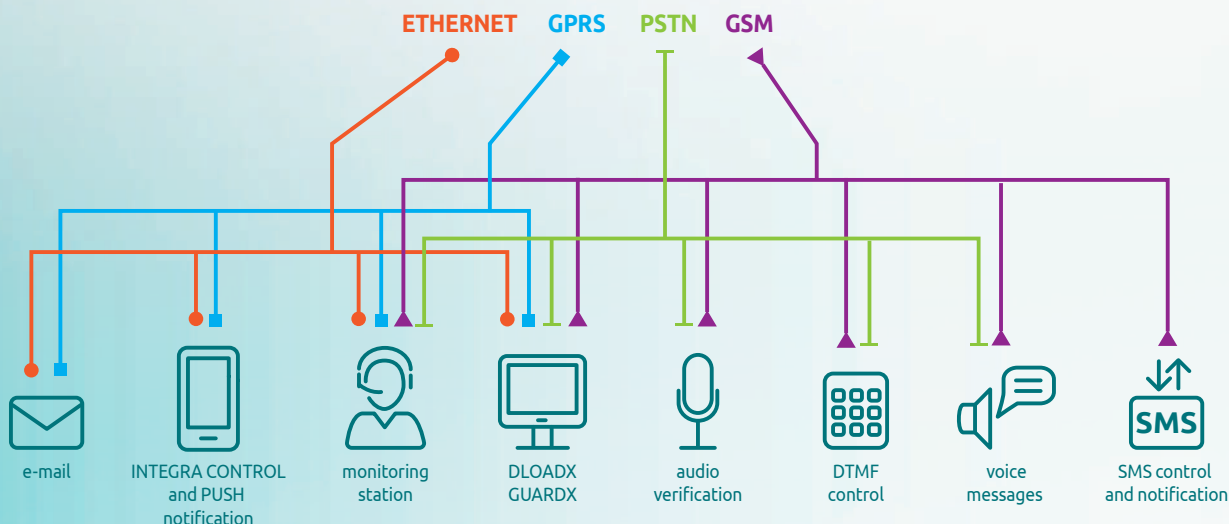 ETHERNET GPRS PSTN GSM
SMS
e-mail
INTEGRA CONTROL
and PUSH
notification
monitoring
station
DLOADX
GUARDX
audio
verification
DTMF
control
voice
messages
SMS control
and notification